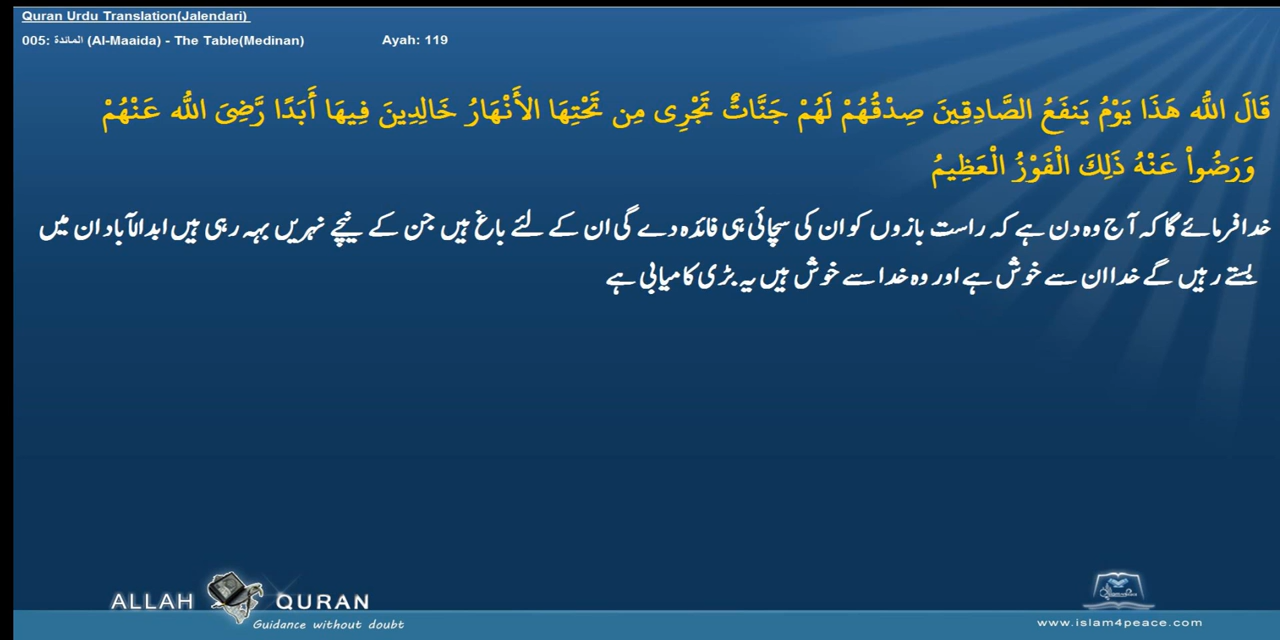 Quran Urdu Translation(Jalendari)
005: المائدة (Al-Maaida) - The Table(Medinan) Ayah: 119
قَالَ اللّه هَذَا يَوْمُ يَنفَعُ الصَّادِقِينَ صِدْقُهُمْ لَهُمْ جَنَّاتٌ تَجْرِى مِن تَحْتِهَا الأَنْهَارُ خَالِدِينَ فِيهَا أَبَدًا رَّضِىَ اللّه عَنْهُمْ
وَرَضُواْ عَنْهُ ذَلِكَ الْفَوْزُ الْعَظِيمُ
خدا فرمائے گا کہ آج وہ دن ہے کہ راست بازوں کو ان کی سچائی ہی فائدہ دے گی ان کے لئے باغ ہیں جن کے نیچے نہریں بہہ رہی ہیں ابد الآباد ان میں
بستے رہیں گے خدا ان سے خوش ہے اور وہ خدا سے خوش ہیں یہ بڑی کامیابی ہے
ALLAH QURAN
Guidance without doubt
www.islam4peace.com